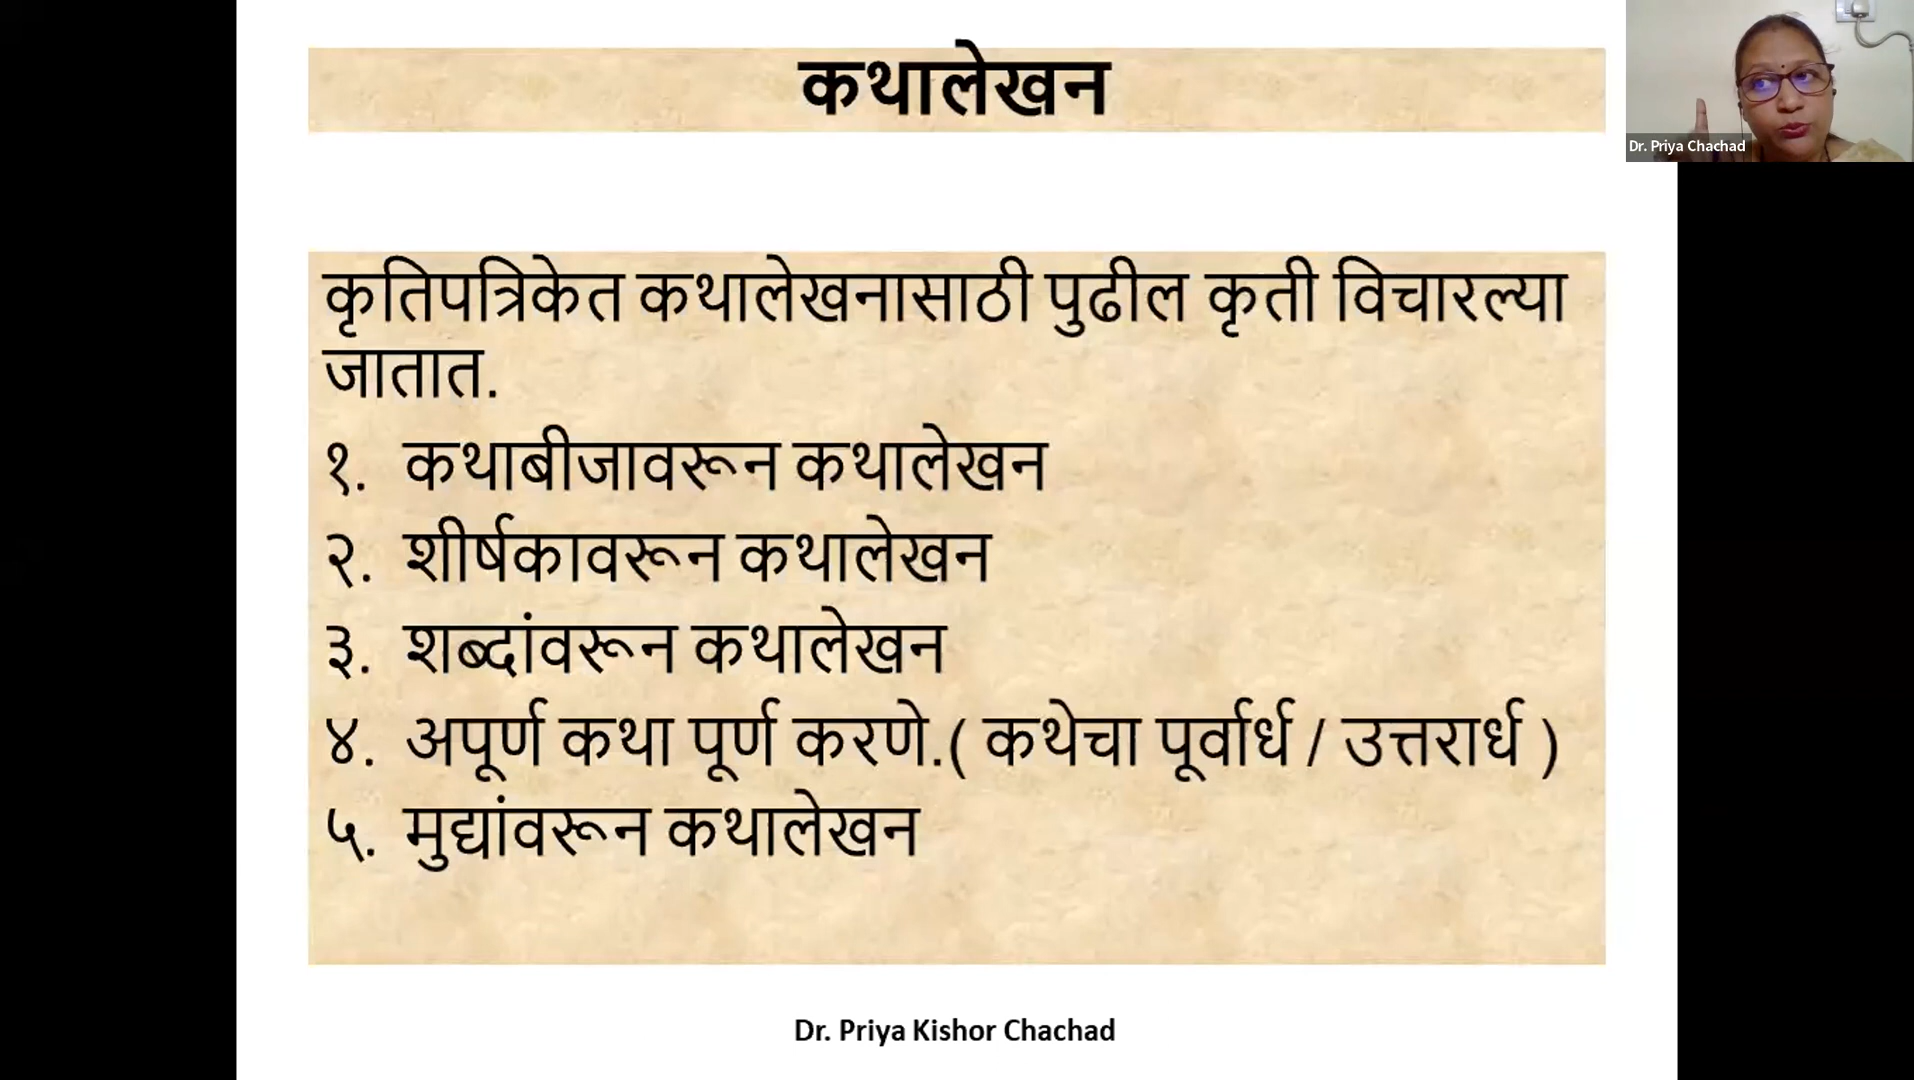 कथालेखन
Dr. Priya Chachad
कृतिपत्रिकेत कथालेखनासाठी पुढील कृती विचारल्या
जातात.
१. कथाबीजावरून कथालेखन
२. शीर्षकावरून कथालेखन
३. शब्दांवरून कथालेखन
४. अपूर्ण कथा पूर्ण करणे.( कथेचा पूर्वार्ध / उत्तरार्ध )
५. मुद्यांवरून कथालेखन
Dr. Priya Kishor Chachad